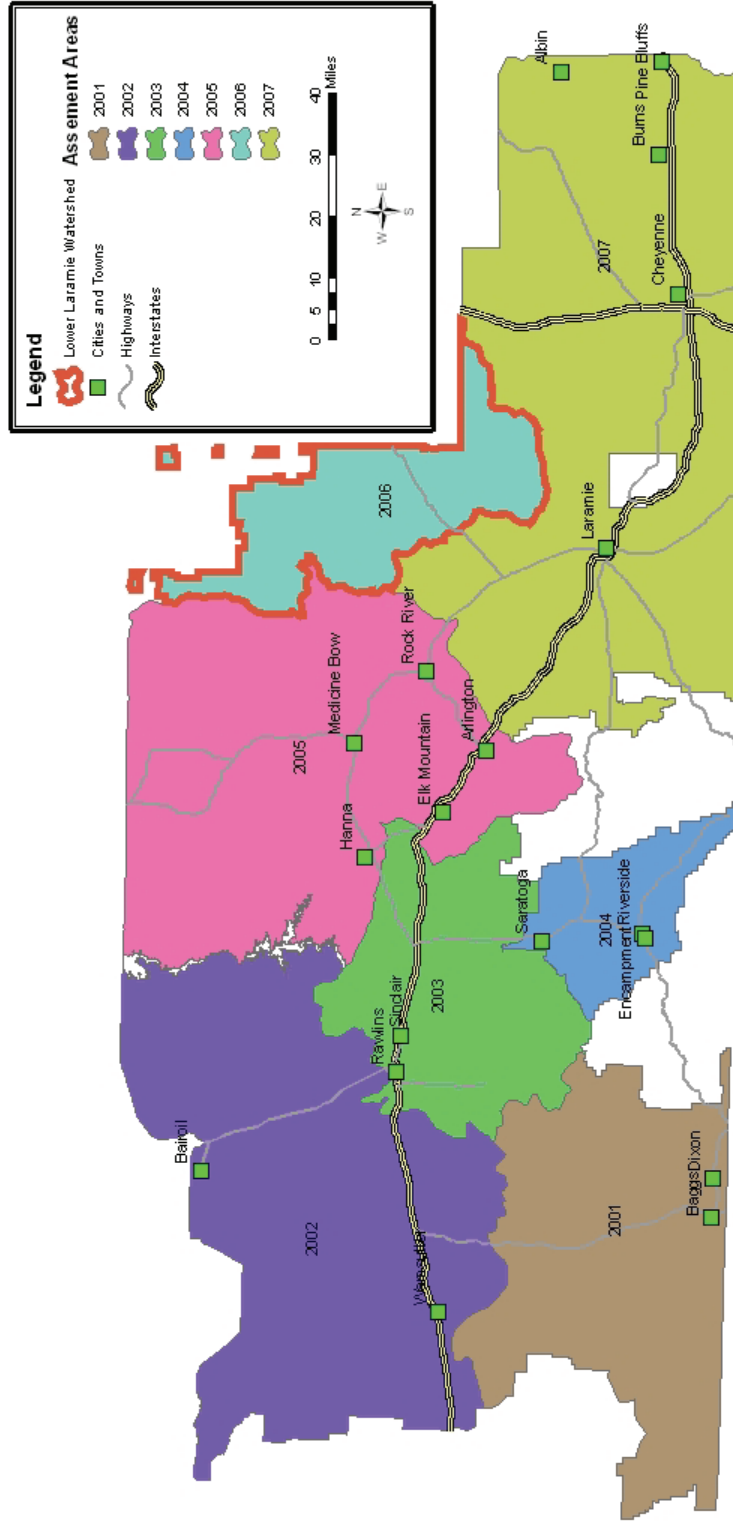 Legend
Lower Laramie Watershed
Cities and Towns
Highways
Interstates
Assement Areas
2001
2002
2003
2004
2005
2006
2007
0 5 10 20 30 40
Miles
N
W E
S
Bairoil
2002
Wamsutter
Rawlins
Sinclair
2003
2001
Baggs
Dixon
Saratoga
2004
Encampment
Riverside
2005
Hanna
Medicine Bow
Elk Mountain
Rock River
Arlington
2006
Laramie
2007
Cheyenne
Burns
Pine Bluffs
Albin